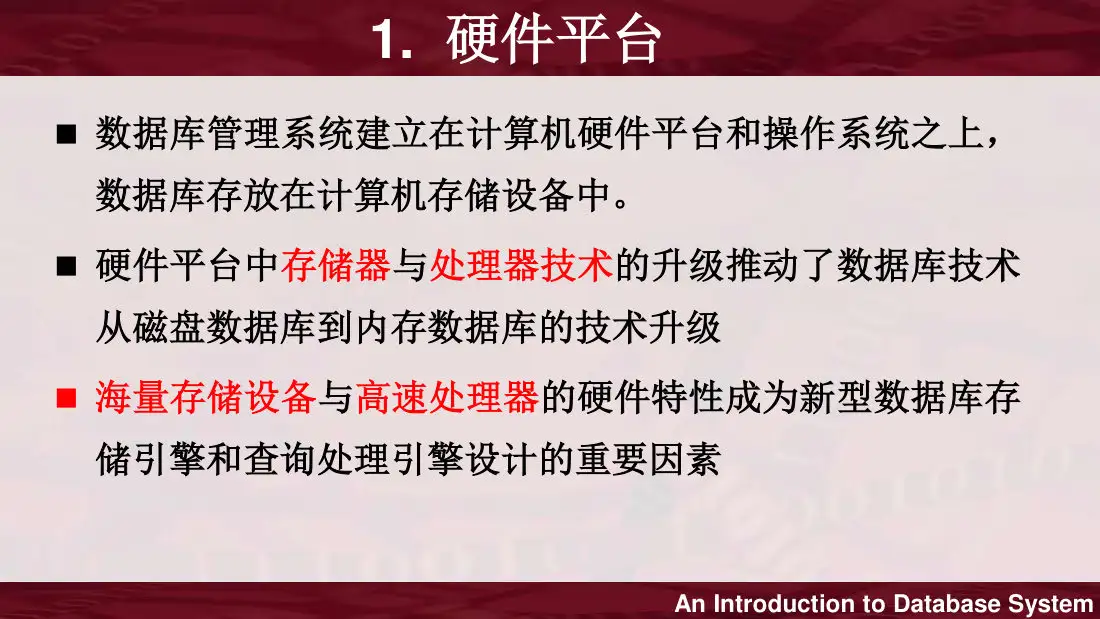 1. 硬件平台
■ 数据库管理系统建立在计算机硬件平台和操作系统之上，
数据库存放在计算机存储设备中。
■ 硬件平台中存储器与处理器技术的升级推动了数据库技术
从磁盘数据库到内存数据库的技术升级
■ 海量存储设备与高速处理器的硬件特性成为新型数据库存
储引擎和查询处理引擎设计的重要因素
An Introduction to Database System